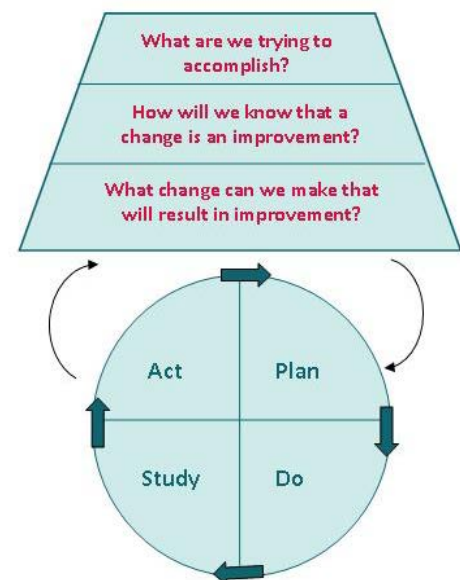 What are we trying to
accomplish?
How will we know that a
change is an improvement?
What change can we make that
will result in improvement?
Act
Plan
Study
Do